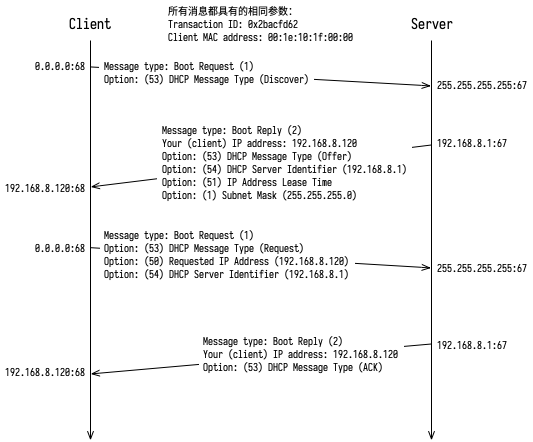 所有消息都具有的相同参数:
Transaction ID: 0x2bacfd62
Client MAC address: 00:1e:10:1f:00:00
Client
Server
0.0.0.0:68
Message type: Boot Request (1)
Option: (53) DHCP Message Type (Discover)
255.255.255.255:67
Message type: Boot Reply (2)
Your (client) IP address: 192.168.8.120
Option: (53) DHCP Message Type (Offer)
Option: (54) DHCP Server Identifier (192.168.8.1)
Option: (51) IP Address Lease Time
Option: (1) Subnet Mask (255.255.255.0)
192.168.8.1:67
192.168.8.120:68
0.0.0.0:68
Message type: Boot Request (1)
Option: (53) DHCP Message Type (Request)
Option: (50) Requested IP Address (192.168.8.120)
Option: (54) DHCP Server Identifier (192.168.8.1)
255.255.255.255:67
Message type: Boot Reply (2)
Your (client) IP address: 192.168.8.120
Option: (53) DHCP Message Type (ACK)
192.168.8.1:67
192.168.8.120:68